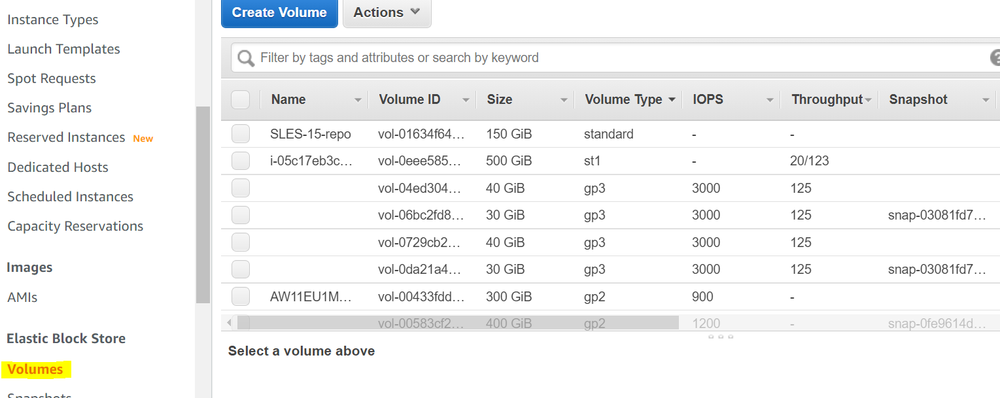 Instance Types
Launch Templates
Spot Requests
Savings Plans
Reserved Instances New
Dedicated Hosts
Scheduled Instances
Capacity Reservations
Images
AMIs
Elastic Block Store
Volumes
Snapshots
Create Volume Actions
Filter by tags and attributes or search by keyword
Name Volume ID Size Volume Type IOPS Throughput Snapshot
SLES-15-repo vol-01634f64... 150 GiB standard - -
i-05c17eb3c... vol-0eee585... 500 GiB st1 - 20/123
vol-04ed304... 40 GiB gp3 3000 125
vol-06bc2fd8... 30 GiB gp3 3000 125 snap-03081fd7...
vol-0729cb2... 40 GiB gp3 3000 125
vol-0da21a4... 30 GiB gp3 3000 125 snap-03081fd7...
AW11EU1M... vol-00433fdd... 300 GiB gp2 900 -
vol-00583cf2... 400 GiB gp2 1200 - snap-0fe9614d...
Select a volume above